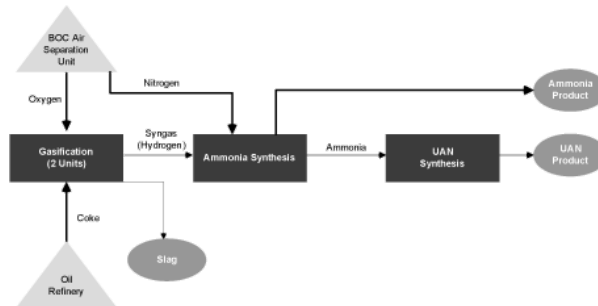 BOC Air
Separation
Unit
Nitrogen
Oxygen
Ammonia
Product
Syngas
(Hydrogen)
Gasification
(2 Units)
Ammonia Synthesis
Ammonia
UAN
Synthesis
UAN
Product
Coke
Slag
Oil
Refinery